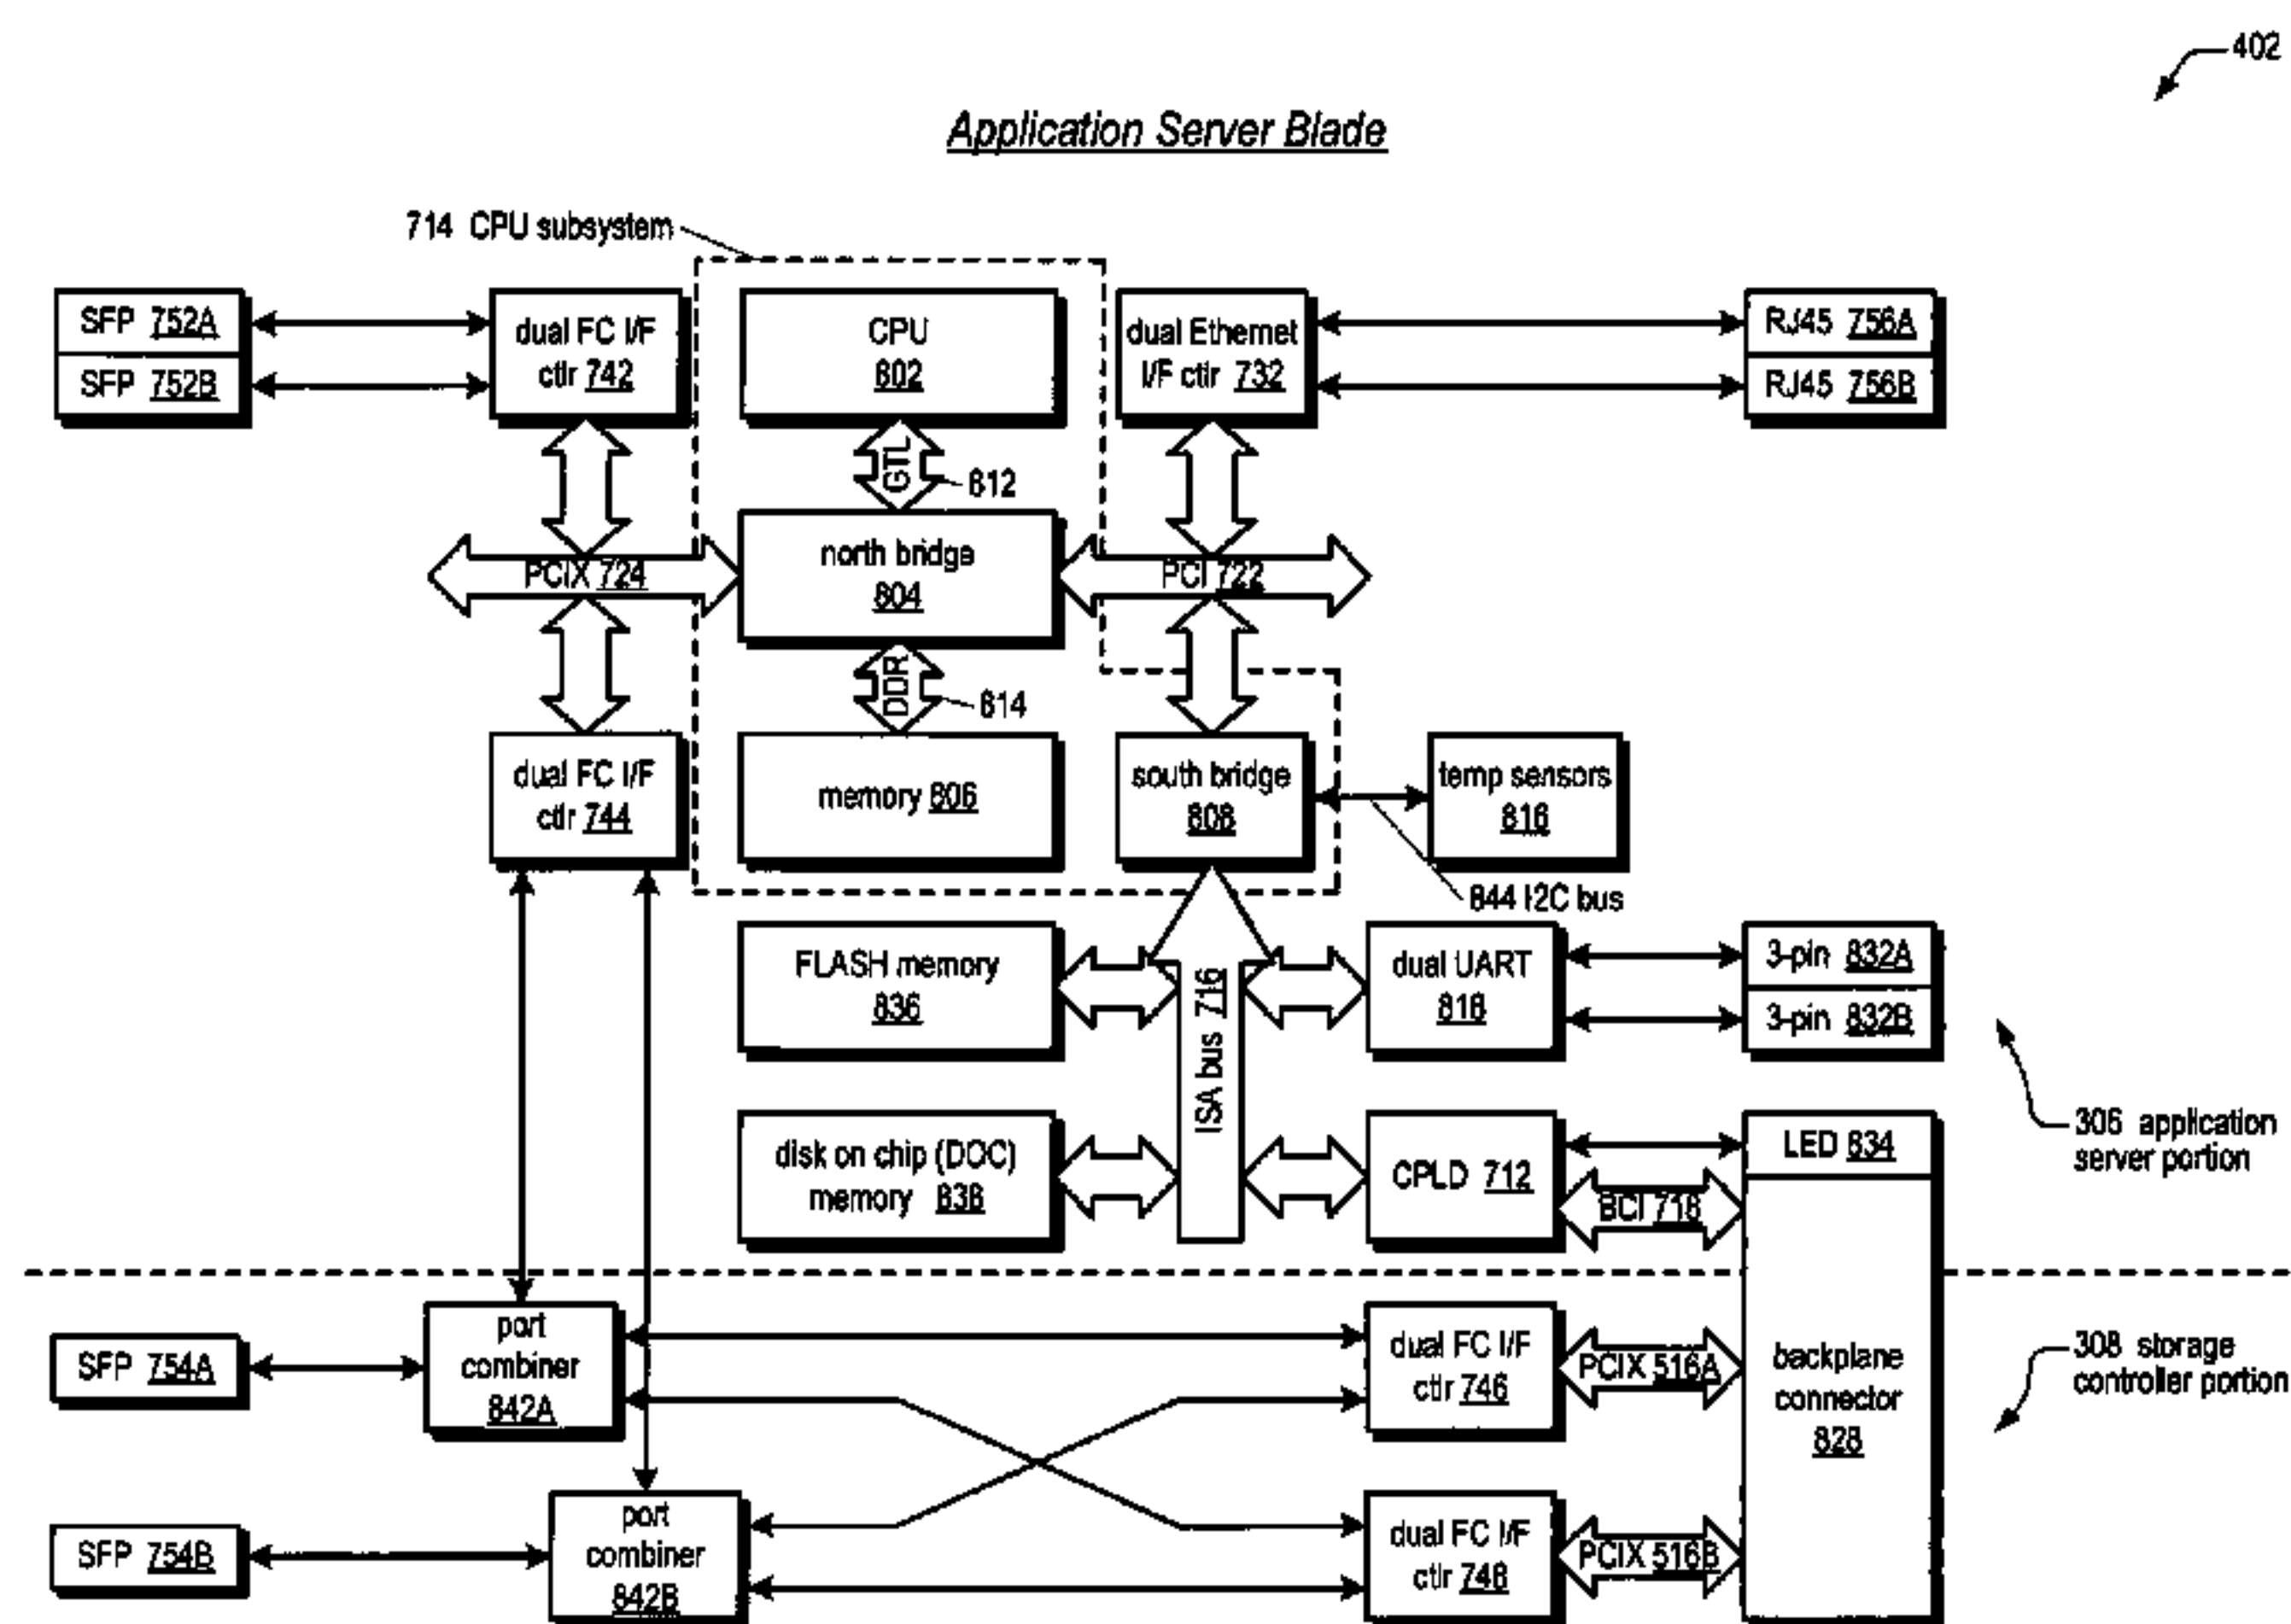 402
Application Server Blade
714 CPU subsystem
SFP 752A
SFP 752B
dual FC I/F
ctlr 742
CPU
802
dual Ethernet
I/F ctlr 732
RJ45 756A
RJ45 756B
GTL
812
PCIX 724
north bridge
804
PCI 722
DDR
814
dual FC I/F
ctlr 744
memory 806
south bridge
808
temp sensors
816
844 I2C bus
FLASH memory
836
ISA bus 716
dual UART
818
3-pin 832A
3-pin 832B
disk on chip (DOC)
memory 838
CPLD 712
LED 834
BCI 718
306 application
server portion
port
combiner
842A
SFP 754A
dual FC I/F
ctlr 746
PCIX 516A
backplane
connector
828
308 storage
controller portion
port
combiner
842B
SFP 754B
dual FC I/F
ctlr 748
PCIX 516B